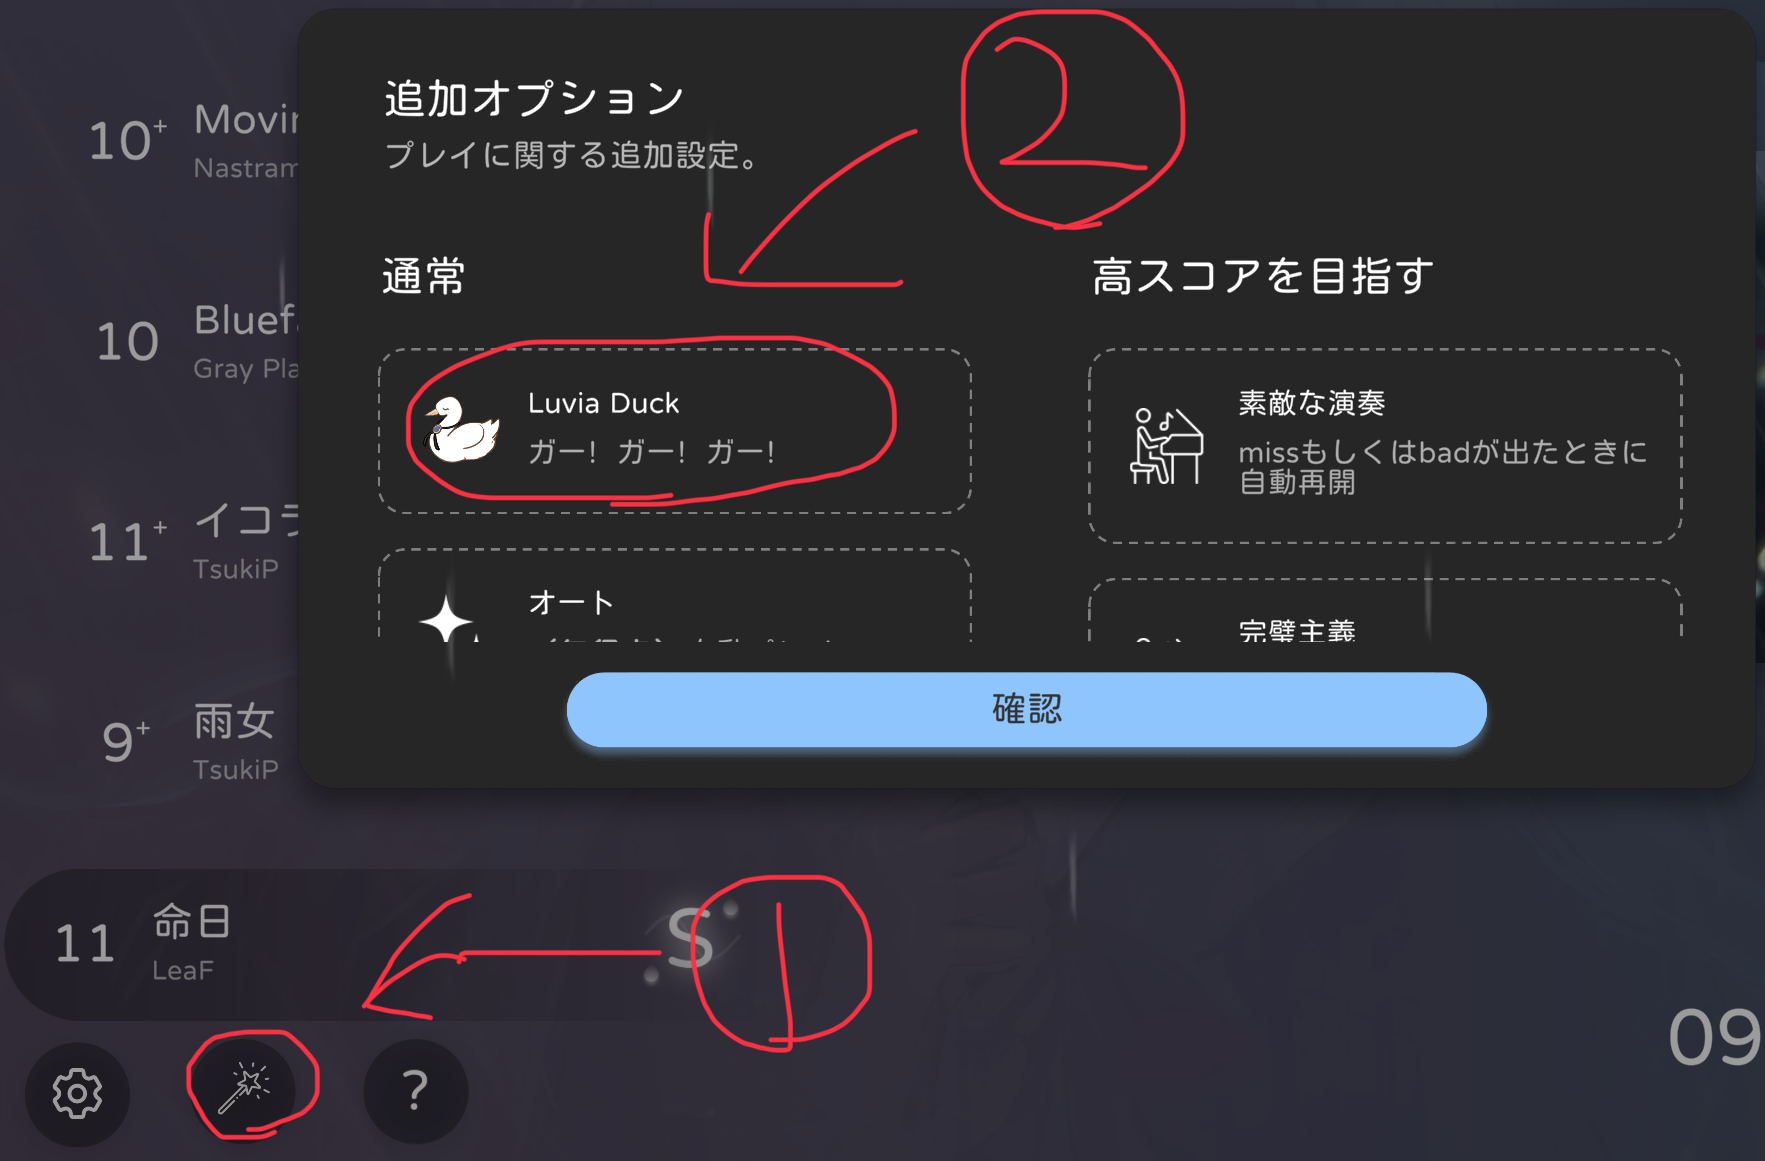 追加オプション
プレイに関する追加設定。
2
通常
Luvia Duck
ガー！ガー！ガー！
オート
高スコアを目指す
素敵な演奏
missもしくはbadが出たときに
自動再開
完璧主義
確認
10+
Nastram
10
Gray Pla
11+
イコラ
TsukiP
9+
雨女
TsukiP
11
命日
LeaF
S
1
?
09